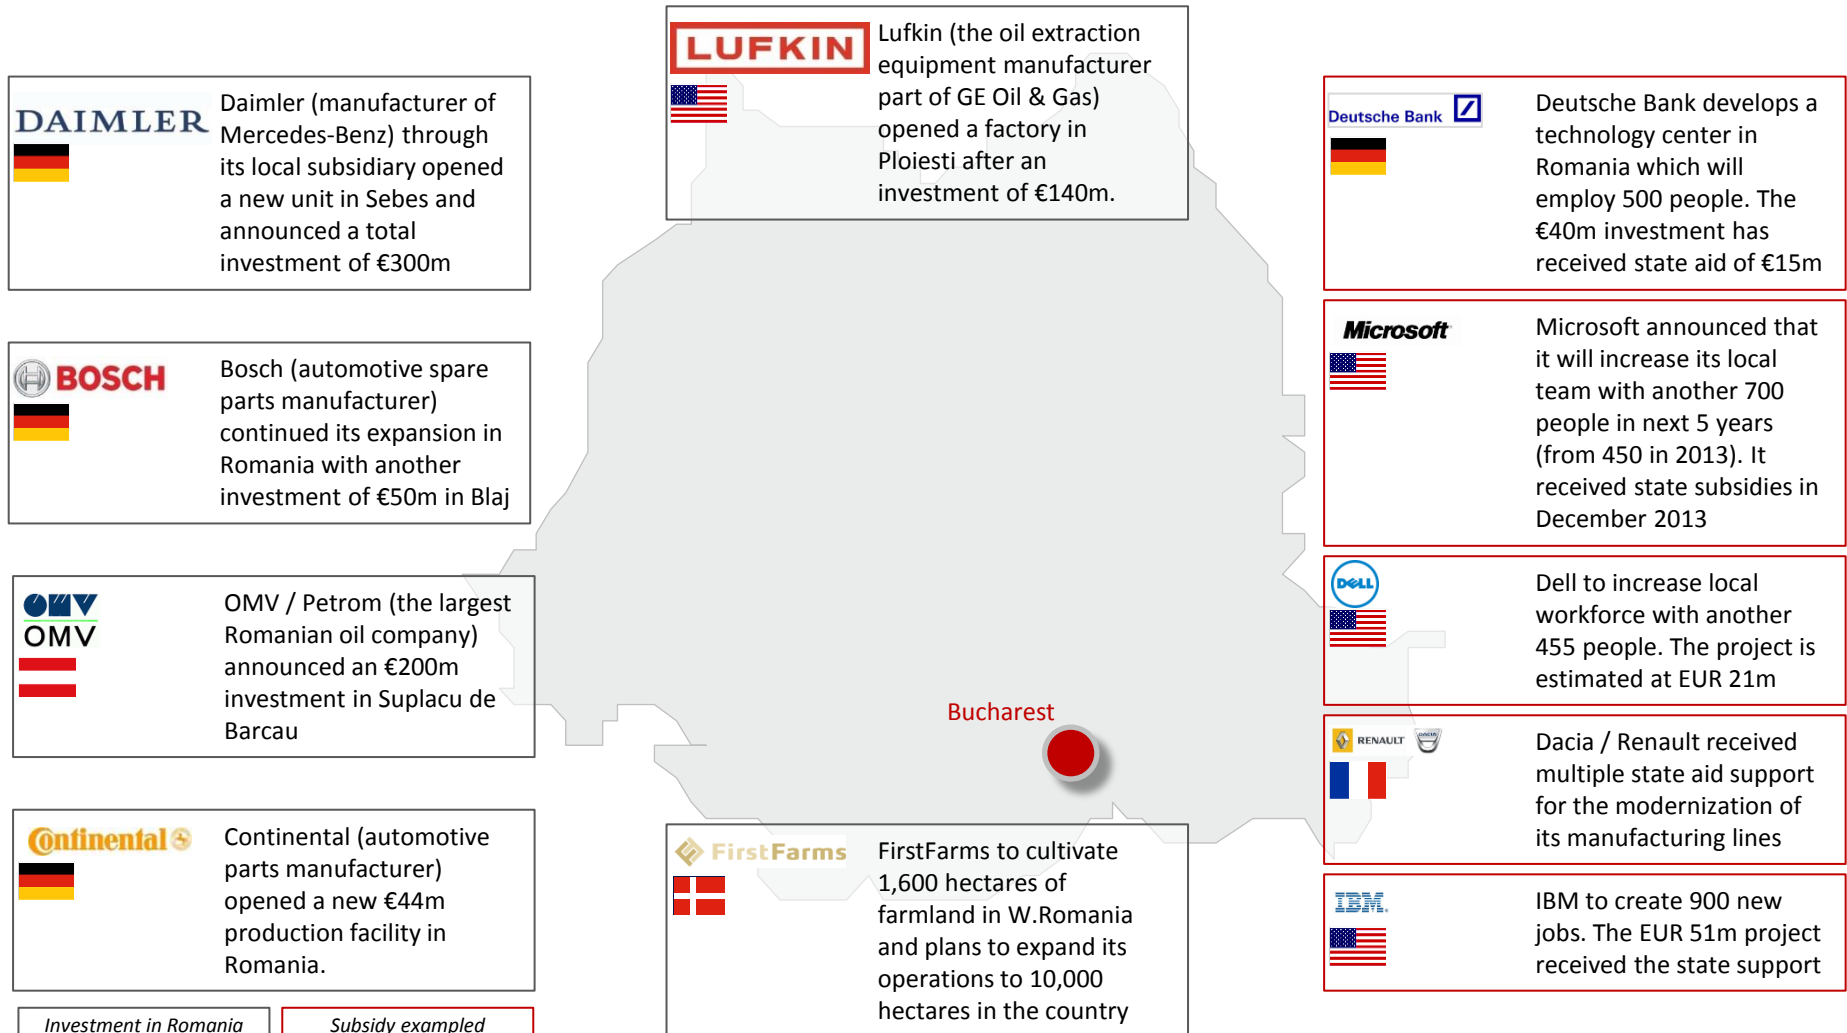 DAIMLER
Daimler (manufacturer of
Mercedes-Benz) through
its local subsidiary opened
a new unit in Sebes and
announced a total
investment of €300m
BOSCH
Bosch (automotive spare
parts manufacturer)
continued its expansion in
Romania with another
investment of €50m in Blaj
OMV
OMV
OMV / Petrom (the largest
Romanian oil company)
announced an €200m
investment in Suplacu de
Barcau
Continental
Continental (automotive
parts manufacturer)
opened a new €44m
production facility in
Romania.
Investment in Romania
Subsidy exampled
LUFKIN
Lufkin (the oil extraction
equipment manufacturer
part of GE Oil & Gas)
opened a factory in
Ploiesti after an
investment of €140m.
Bucharest
FirstFarms
FirstFarms to cultivate
1,600 hectares of
farmland in W.Romania
and plans to expand its
operations to 10,000
hectares in the country
Deutsche Bank
Deutsche Bank develops a
technology center in
Romania which will
employ 500 people. The
€40m investment has
received state aid of €15m
Microsoft
Microsoft announced that
it will increase its local
team with another 700
people in next 5 years
(from 450 in 2013). It
received state subsidies in
December 2013
DELL
Dell to increase local
workforce with another
455 people. The project is
estimated at EUR 21m
RENAULT
DACIA
Dacia / Renault received
multiple state aid support
for the modernization of
its manufacturing lines
IBM.
IBM to create 900 new
jobs. The EUR 51m project
received the state support